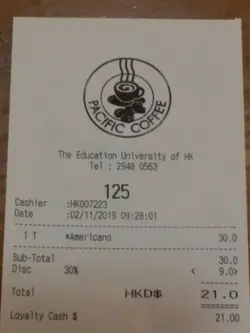 PACIFIC COFFEE
The Education University of HK
Tel : 2948 0563
125
Cashier :HK007223
Date :02/11/2019 09:28:01
1 T *Americano 30.0
Sub-Total 30.0
Disc 30% < 9.0>
Total HKD$ 21.0
Loyalty Cash $ 21.00